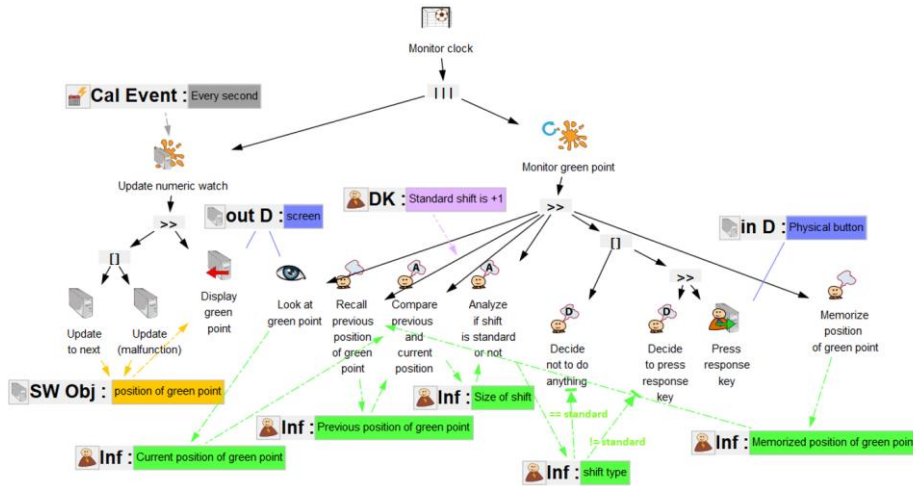 Monitor clock
|||
Cal Event : Every second
Update numeric watch
Monitor green point
>>
out D : screen
DK : Standard shift is +1
>>
in D : Physical button
[]
[]
>>
A
A
D
D
Display
green
point
Look at
green point
Recall
previous
position
of green
point
Compare
previous
and
current
position
Analyze
if shift
is standard
or not
Memorize
position
of green point
Update
to next
Update
(malfunction)
Decide
not to do
anything
Decide
to press
response
key
Press
response
key
SW Obj : position of green point
Inf : Size of shift
== standard
Inf : Previous position of green point
!= standard
Inf : Current position of green point
Inf : Memorized position of green point
Inf : shift type